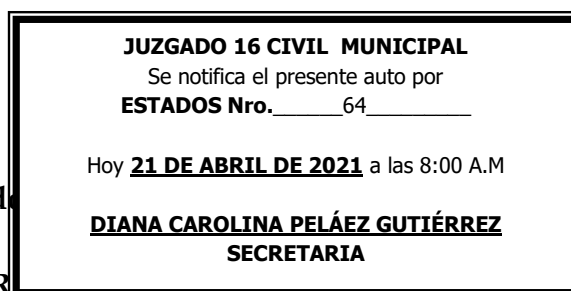 JUZGADO 16 CIVIL MUNICIPAL
Se notifica el presente auto por
ESTADOS Nro.______64_________
Hoy 21 DE ABRIL DE 2021 a las 8:00 A.M
DIANA CAROLINA PELÁEZ GUTIÉRREZ
SECRETARIA